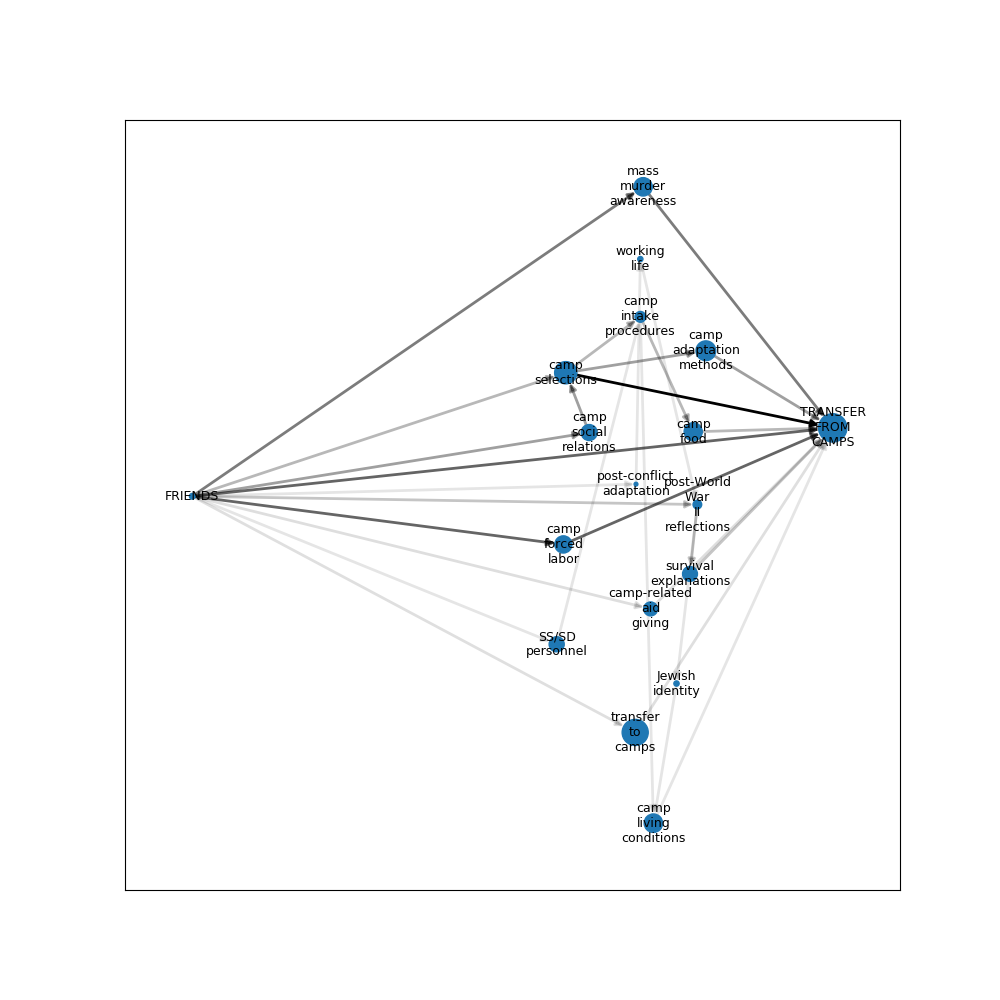 mass
murder
awareness
working
life
camp
intake
procedures
camp
adaptation
methods
camp
selections
TRANSFER
FROM
CAMPS
camp
social
relations
camp
food
post-conflict
adaptation
post-World
War
II
reflections
FRIENDS
camp
forced
labor
survival
explanations
camp-related
aid
giving
SS/SD
personnel
Jewish
identity
transfer
to
camps
camp
living
conditions